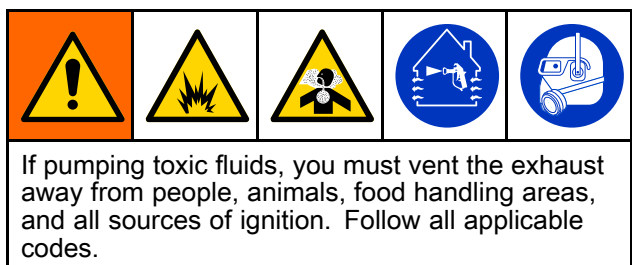 If pumping toxic fluids, you must vent the exhaust
away from people, animals, food handling areas,
and all sources of ignition. Follow all applicable
codes.